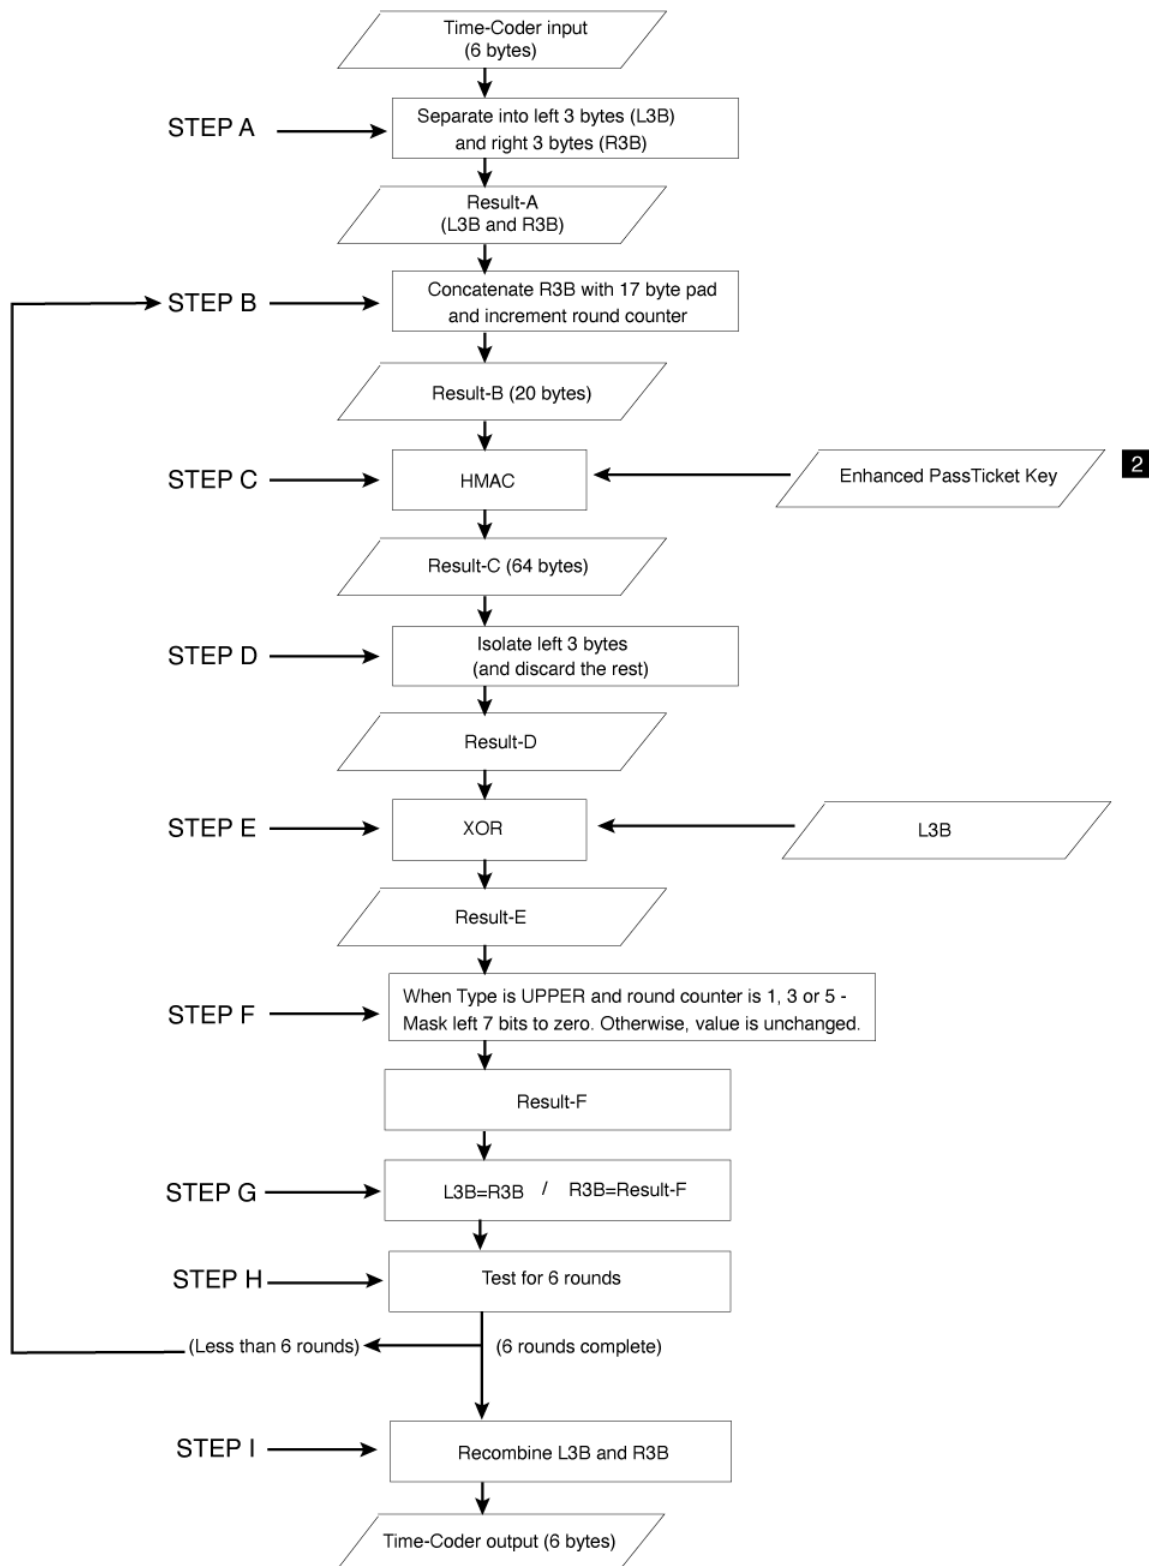 Time-Coder input
(6 bytes)
STEP A
Separate into left 3 bytes (L3B)
and right 3 bytes (R3B)
Result-A
(L3B and R3B)
STEP B
Concatenate R3B with 17 byte pad
and increment round counter
Result-B (20 bytes)
STEP C
HMAC
Enhanced PassTicket Key
2
Result-C (64 bytes)
STEP D
Isolate left 3 bytes
(and discard the rest)
Result-D
STEP E
XOR
L3B
Result-E
STEP F
When Type is UPPER and round counter is 1, 3 or 5 -
Mask left 7 bits to zero. Otherwise, value is unchanged.
Result-F
STEP G
L3B=R3B / R3B=Result-F
STEP H
Test for 6 rounds
(Less than 6 rounds)
(6 rounds complete)
STEP I
Recombine L3B and R3B
Time-Coder output (6 bytes)